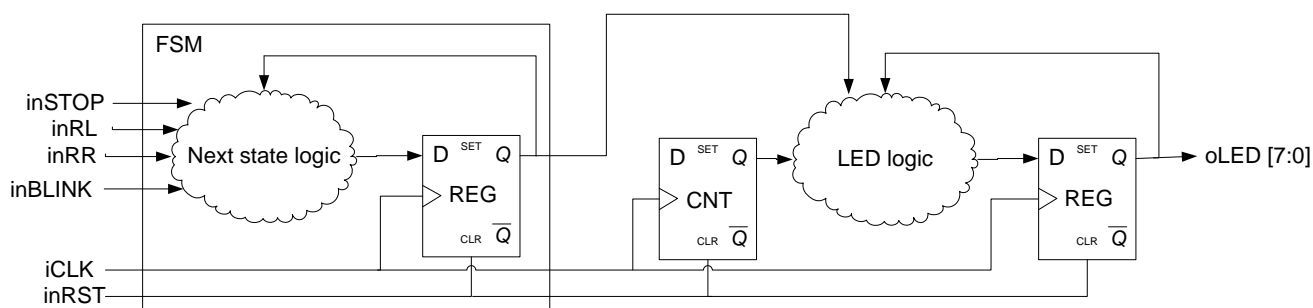 FSM
inSTOP
inRL
inRR
inBLINK
Next state logic
D SET Q
REG
CLR Q
D SET Q
CNT
CLR Q
LED logic
D SET Q
REG
CLR Q
oLED [7:0]
iCLK
inRST